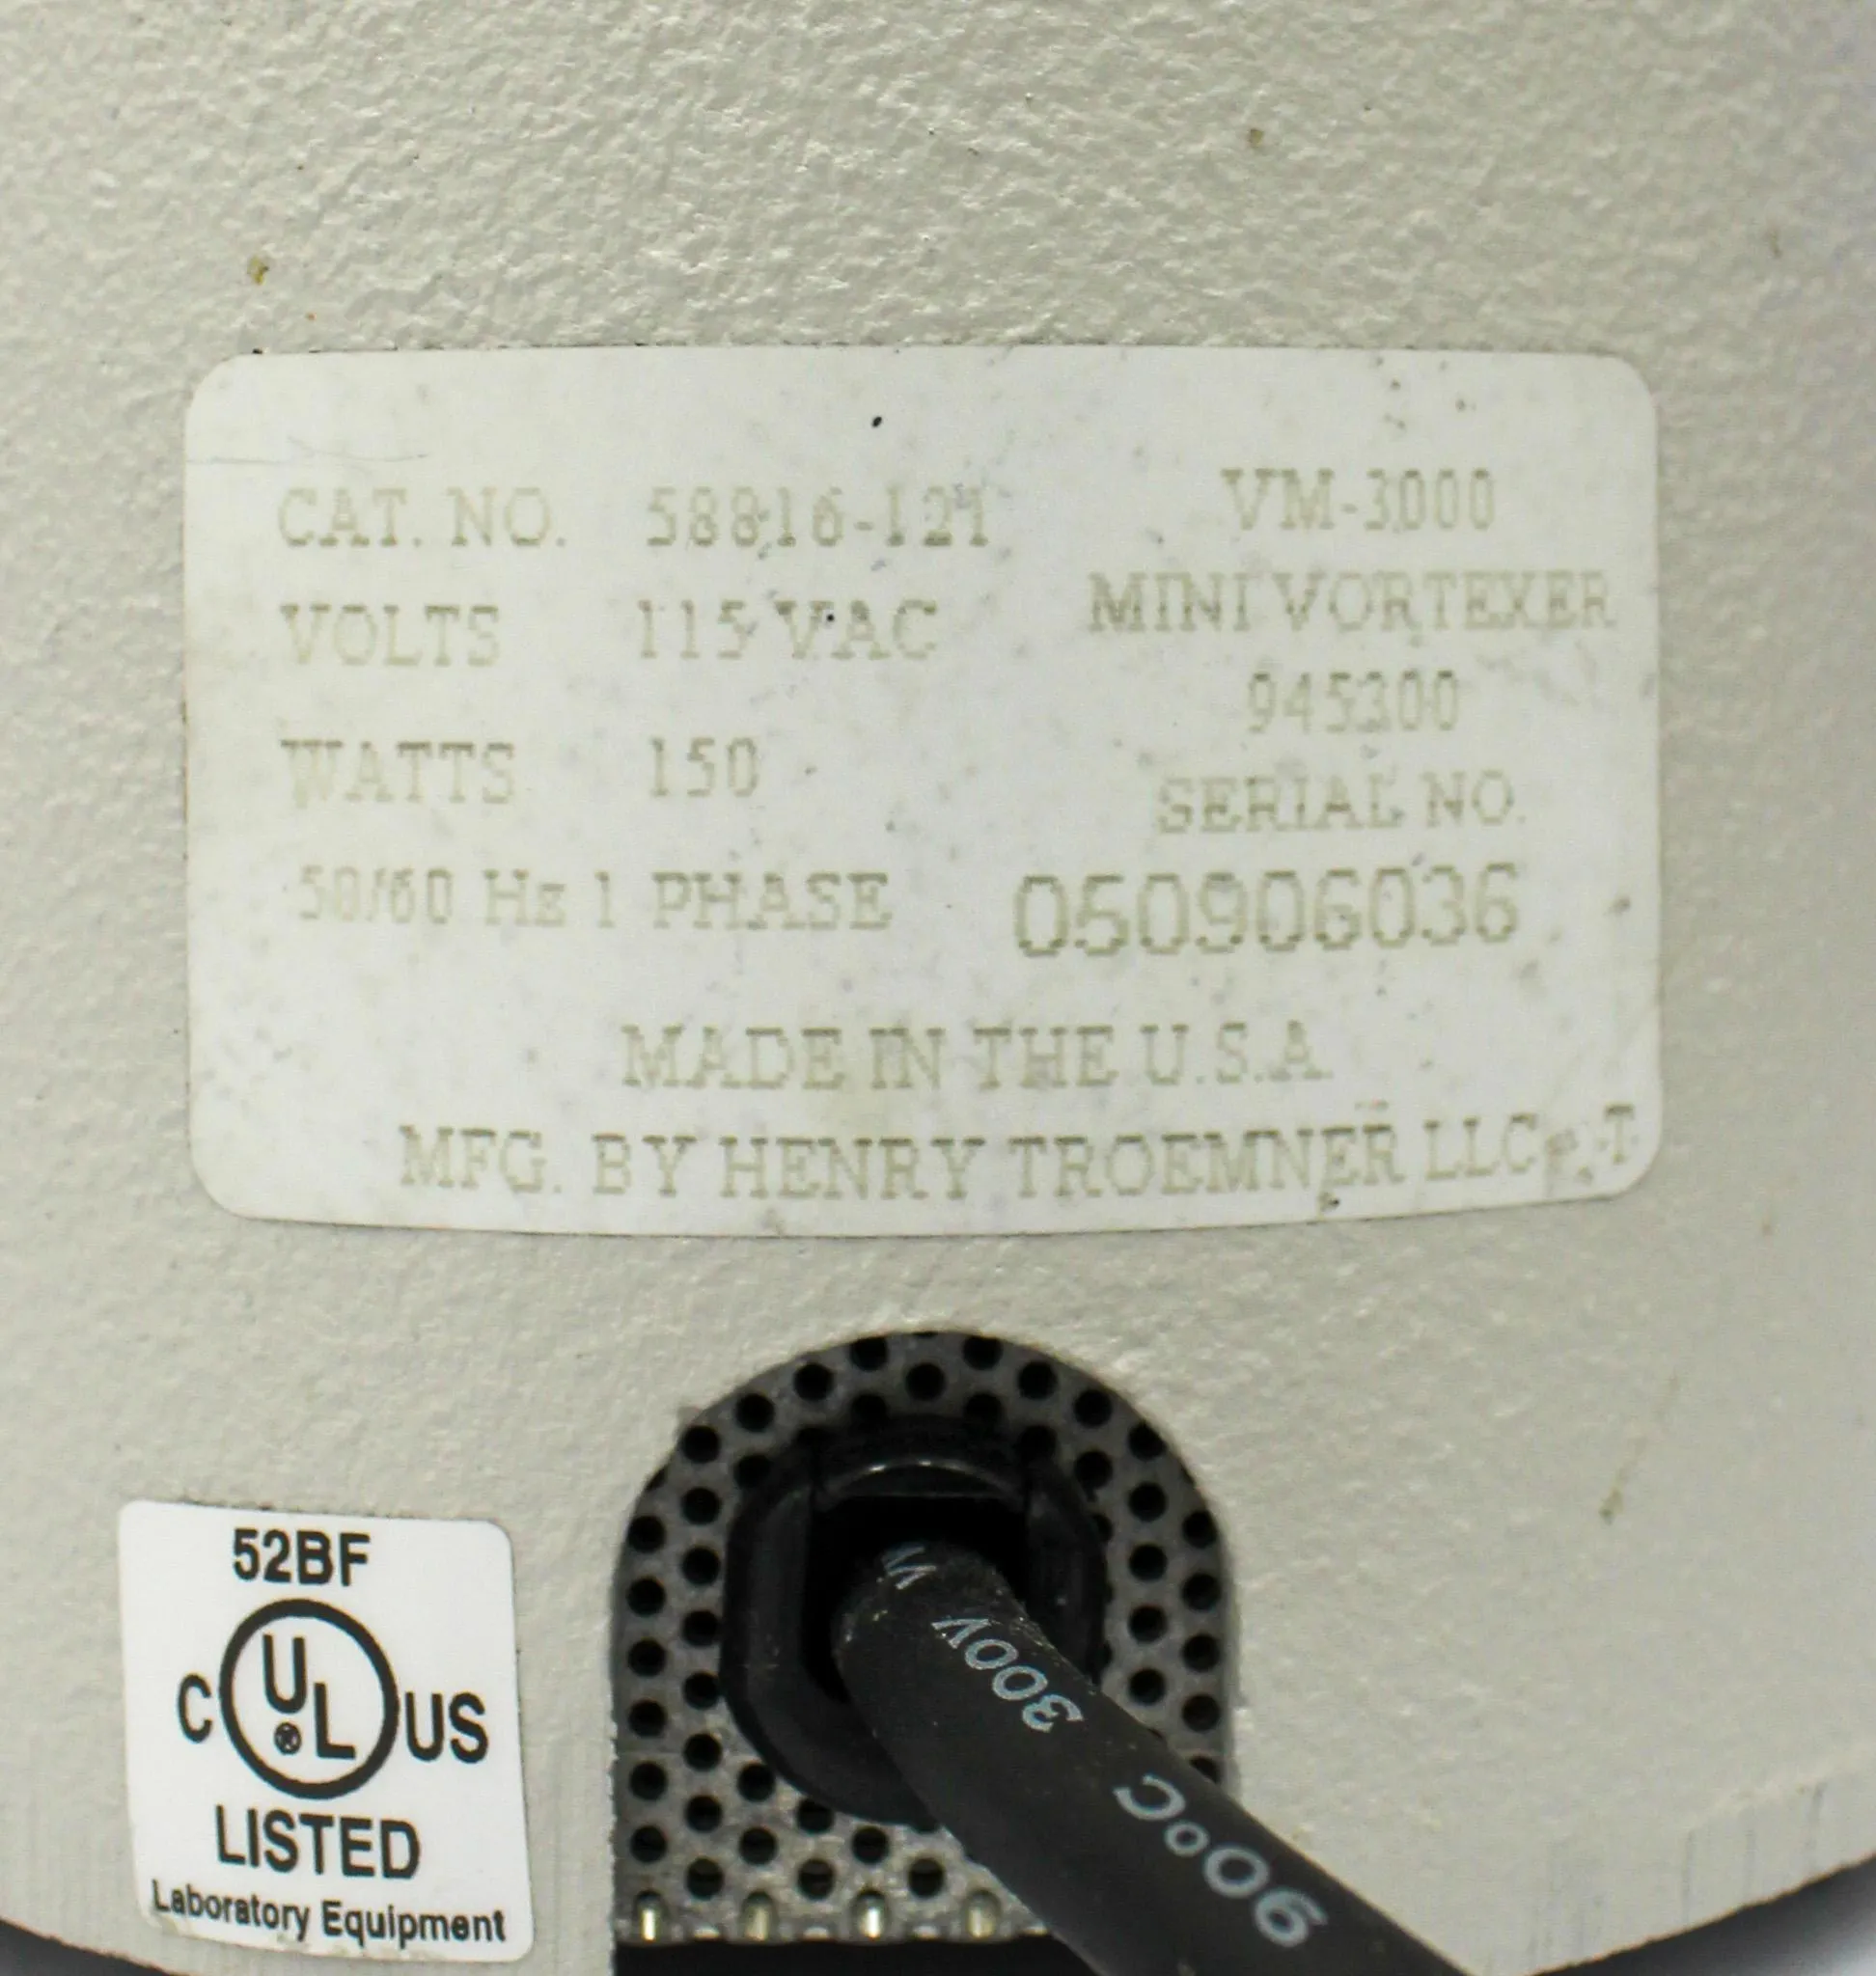 CAT. NO. 58816-121
VOLTS 115 VAC
WATTS 150
50/60 Hz 1 PHASE
VM-3000
MINI VORTEXER
945300
SERIAL NO.
050906036
MADE IN THE U.S.A.
MFG. BY HENRY TROEMNER LLC
52BF
C UL® US
LISTED
Laboratory Equipment
300V
90°C